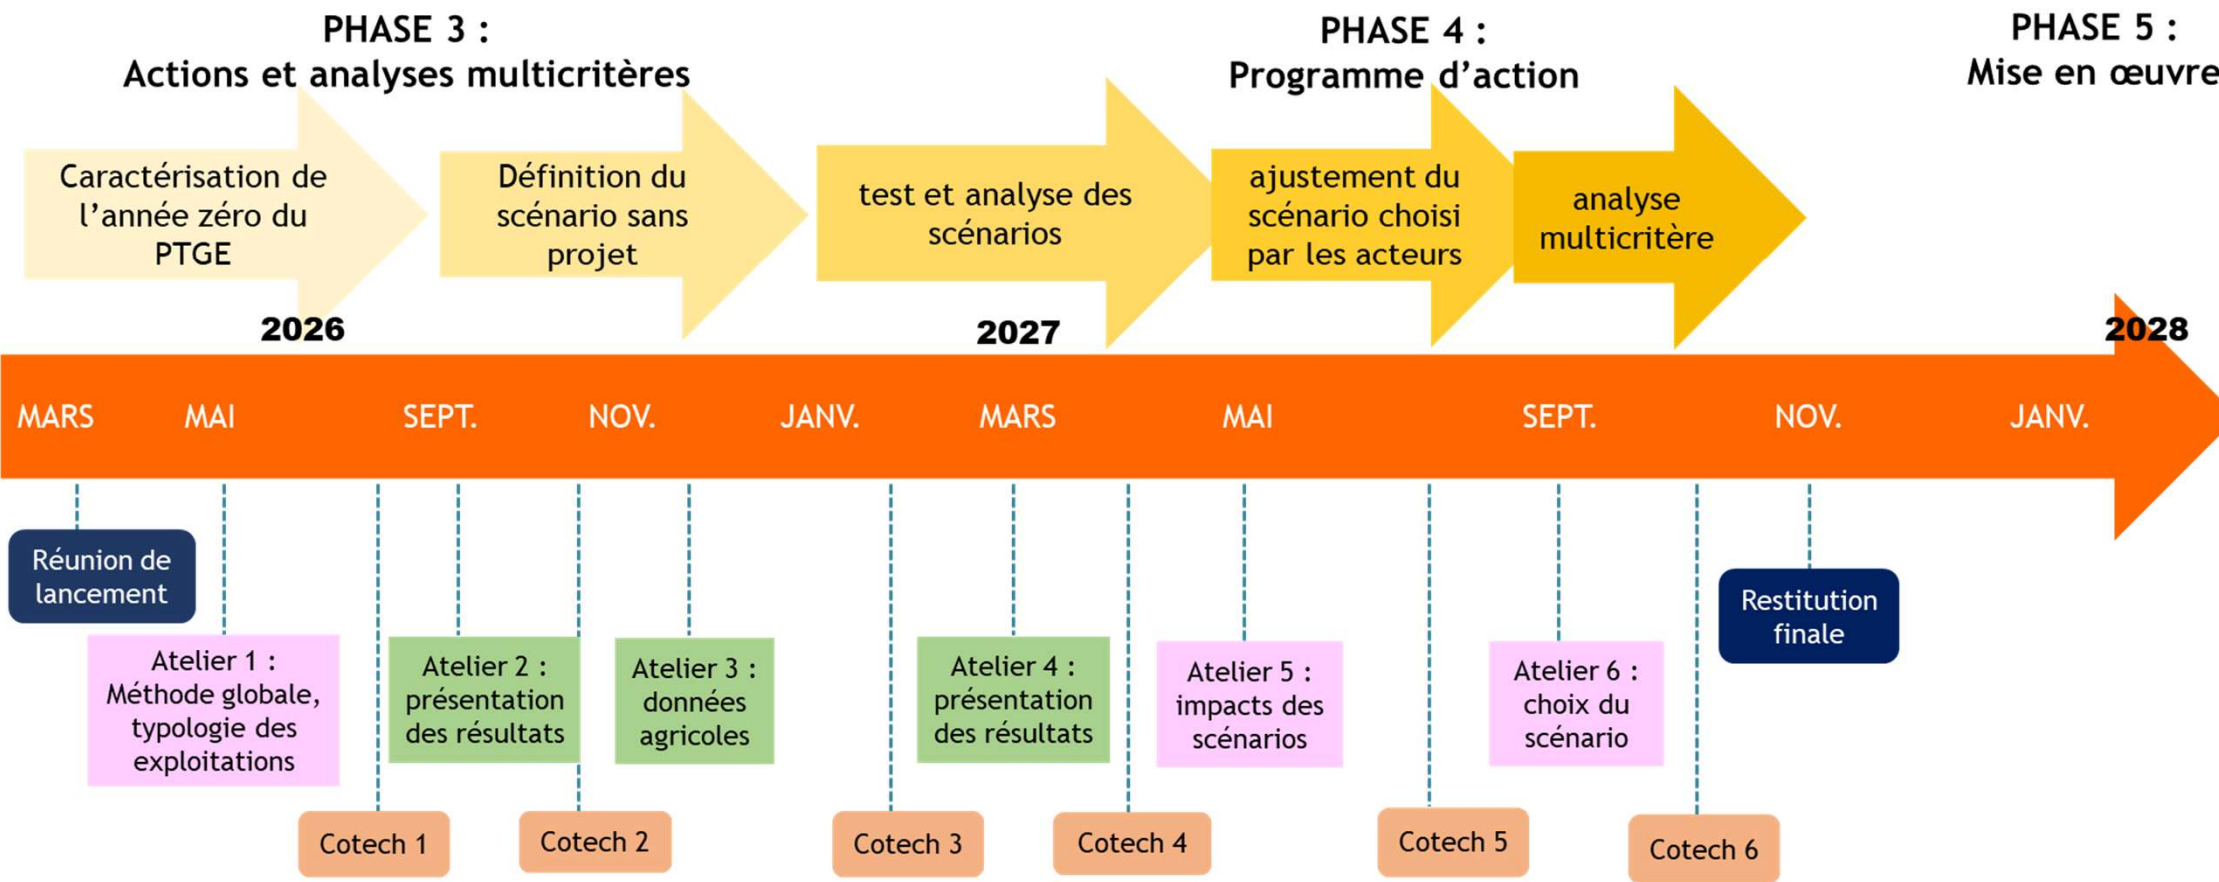 PHASE 3 :
Actions et analyses multicritères
PHASE 4 :
Programme d’action
PHASE 5 :
Mise en œuvre
Caractérisation de
l’année zéro du
PTGE
Définition du
scénario sans
projet
test et analyse des
scénarios
ajustement du
scénario choisi
par les acteurs
analyse
multicritère
2026
2027
2028
MARS
MAI
SEPT.
NOV.
JANV.
MARS
MAI
SEPT.
NOV.
JANV.
Réunion de
lancement
Atelier 1 :
Méthode globale,
typologie des
exploitations
Atelier 2 :
présentation
des résultats
Atelier 3 :
données
agricoles
Atelier 4 :
présentation
des résultats
Atelier 5 :
impacts des
scénarios
Atelier 6 :
choix du
scénario
Restitution
finale
Cotech 1
Cotech 2
Cotech 3
Cotech 4
Cotech 5
Cotech 6